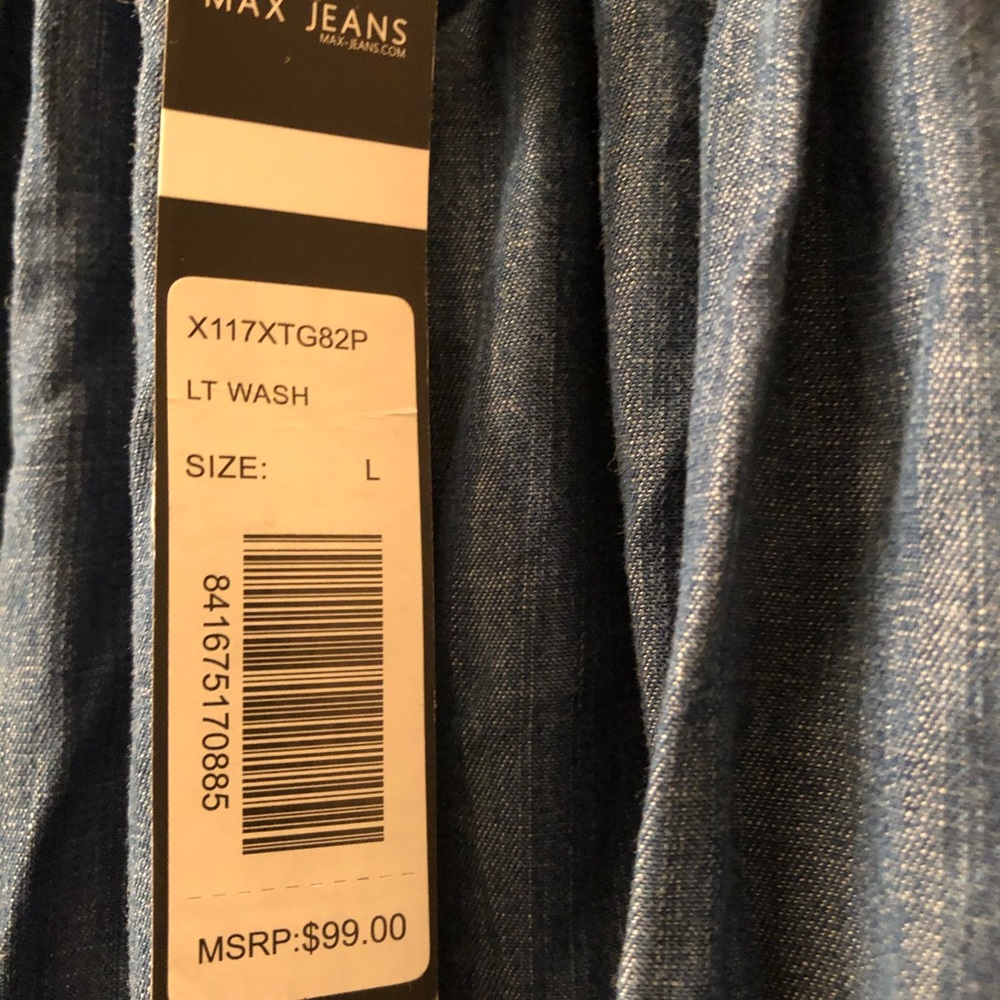 MAX JEANS
MAX-JEANS.COM
X117XTG82P
LT WASH
SIZE: L
841675170885
MSRP:$99.00